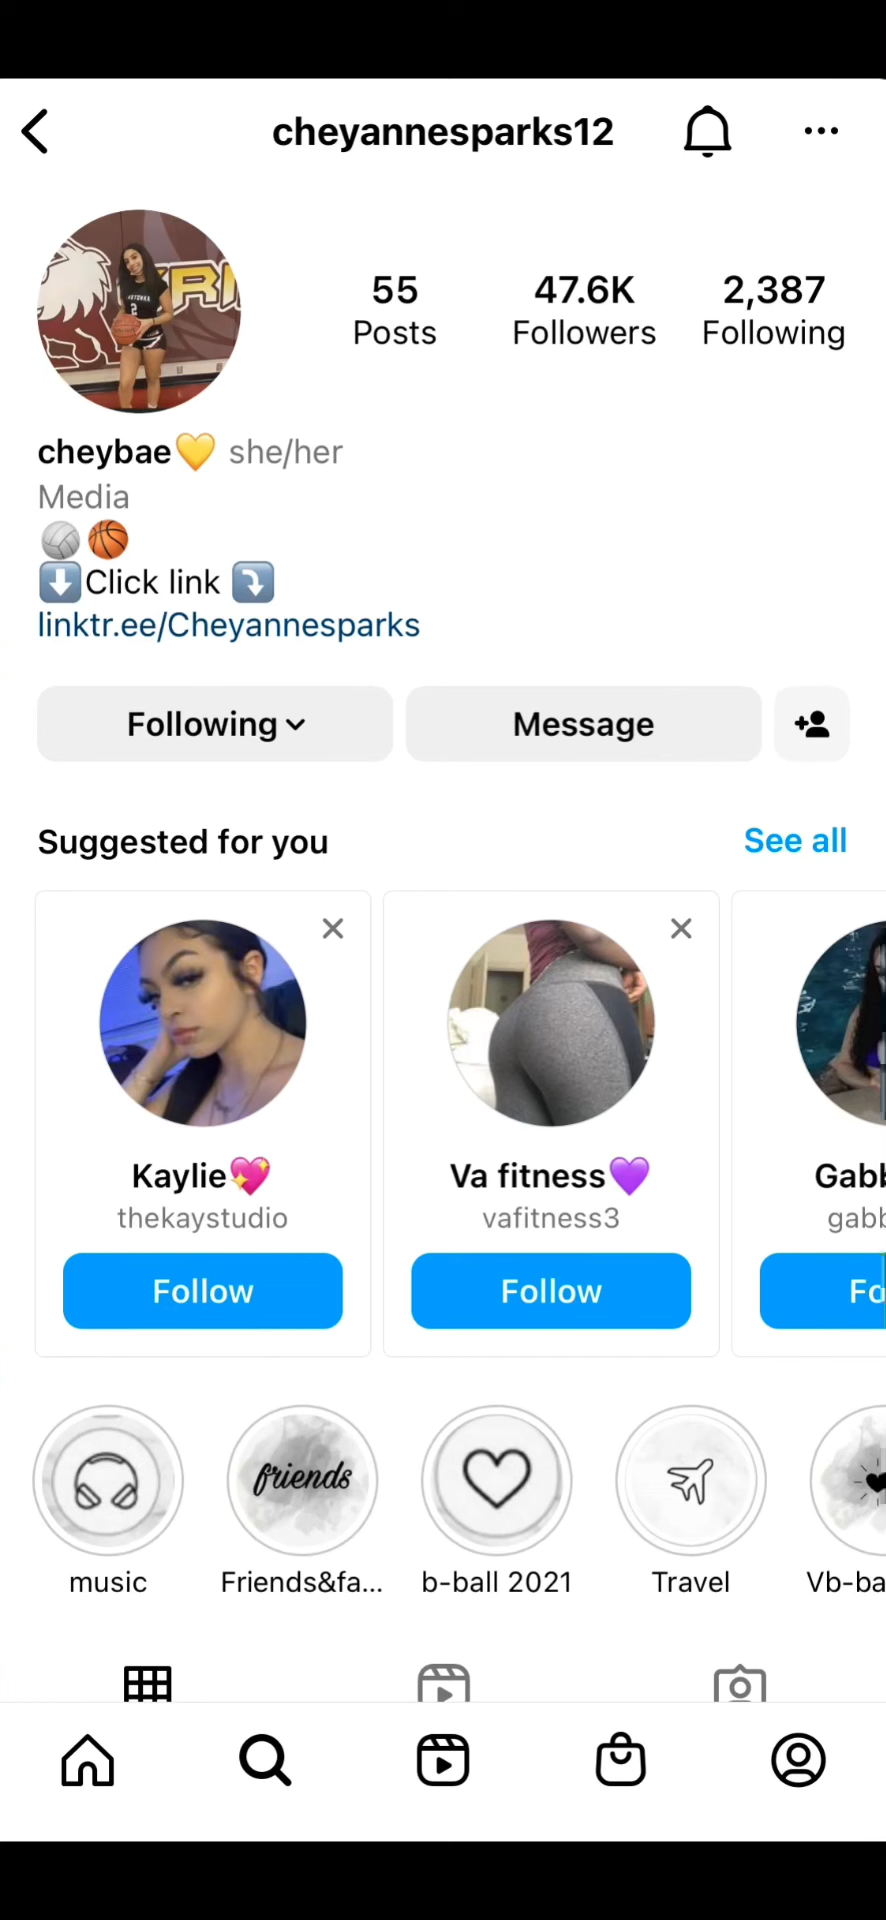 cheyannesparks12
55
Posts
47.6K
Followers
2,387
Following
cheybae💛 she/her
Media
🏐🏀
⬇️Click link ⤵️
linktr.ee/Cheyannesparks
Following
Message
Suggested for you
See all
Kaylie💖
thekaystudio
Follow
Va fitness💜
vafitness3
Follow
friends
music
Friends&fa...
b-ball 2021
Travel